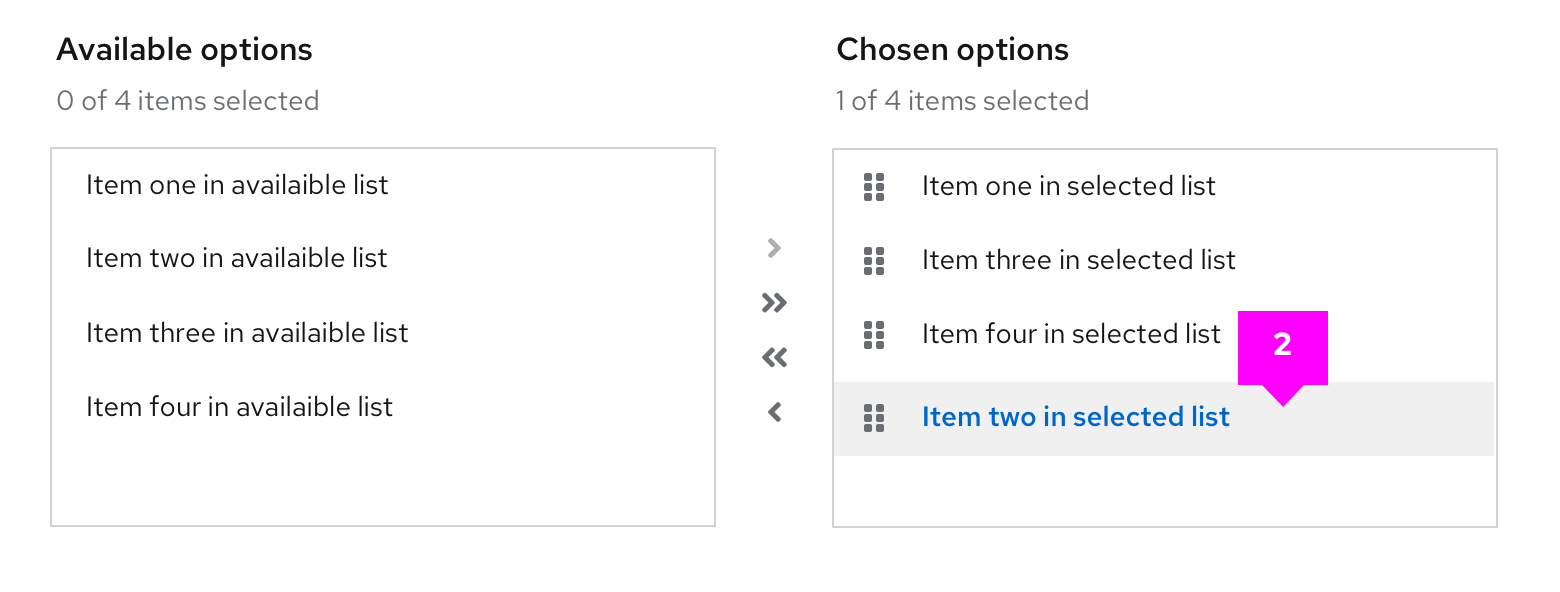 Available options
0 of 4 items selected
Item one in availaible list
Item two in availaible list
Item three in availaible list
Item four in availaible list
Chosen options
1 of 4 items selected
Item one in selected list
Item three in selected list
Item four in selected list
2
Item two in selected list